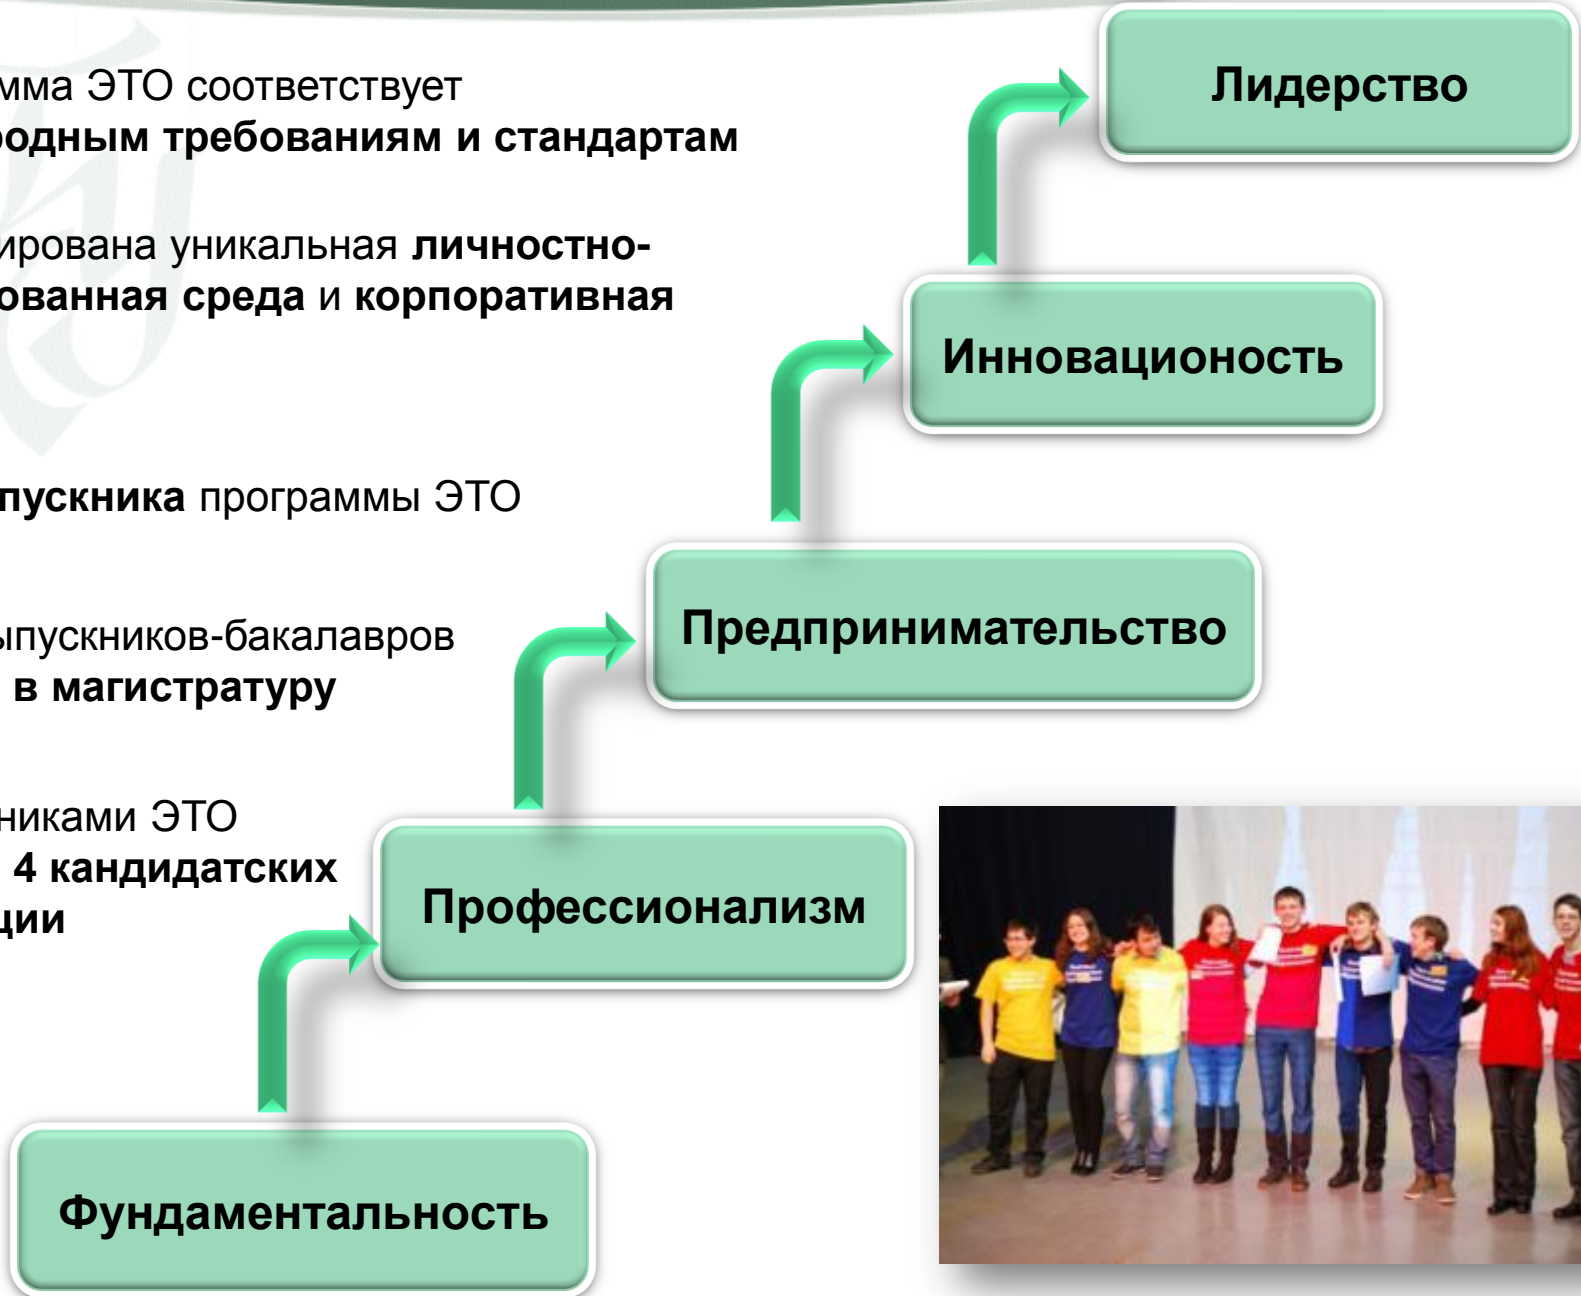 мма ЭТО соответствует
одным требованиям и стандартам
ирована уникальная личностно-
ованная среда и корпоративная
пускника программы ЭТО
ыпускников-бакалавров
в магистратуру
никами ЭТО
4 кандидатских
ции
Лидерство
Инновационость
Предпринимательство
Профессионализм
Фундаментальность